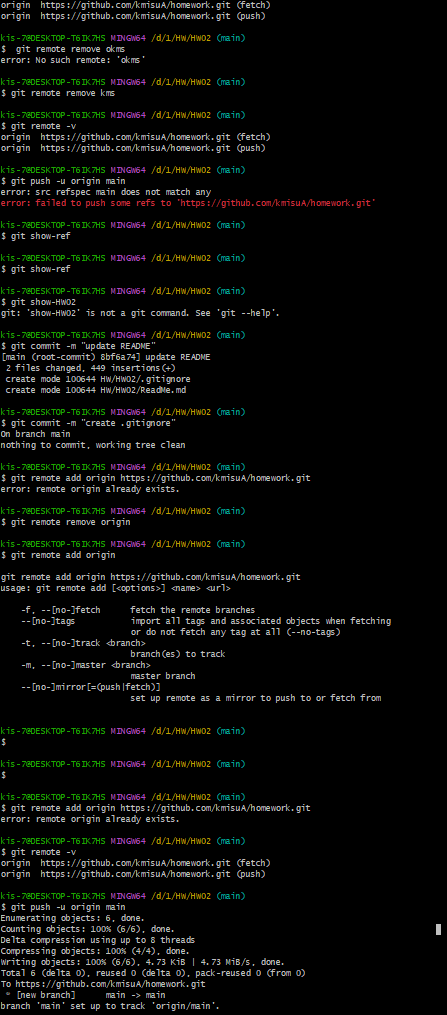 origin  https://github.com/kmisuA/homework.git (fetch)
origin  https://github.com/kmisuA/homework.git (push)

kis-7@DESKTOP-T6IK7HS MINGW64 /d/1/HW/HW02 (main)
$  git remote remove okms
error: No such remote: 'okms'

kis-7@DESKTOP-T6IK7HS MINGW64 /d/1/HW/HW02 (main)
$ git remote remove kms

kis-7@DESKTOP-T6IK7HS MINGW64 /d/1/HW/HW02 (main)
$ git remote -v
origin  https://github.com/kmisuA/homework.git (fetch)
origin  https://github.com/kmisuA/homework.git (push)

kis-7@DESKTOP-T6IK7HS MINGW64 /d/1/HW/HW02 (main)
$ git push -u origin main
error: src refspec main does not match any
error: failed to push some refs to 'https://github.com/kmisuA/homework.git'

kis-7@DESKTOP-T6IK7HS MINGW64 /d/1/HW/HW02 (main)
$ git show-ref

kis-7@DESKTOP-T6IK7HS MINGW64 /d/1/HW/HW02 (main)
$ git show-ref

kis-7@DESKTOP-T6IK7HS MINGW64 /d/1/HW/HW02 (main)
$ git show-HW02
git: 'show-HW02' is not a git command. See 'git --help'.

kis-7@DESKTOP-T6IK7HS MINGW64 /d/1/HW/HW02 (main)
$ git commit -m "update README"
[main (root-commit) 8bf6a74] update README
 2 files changed, 449 insertions(+)
 create mode 100644 HW/HW02/.gitignore
 create mode 100644 HW/HW02/ReadMe.md

kis-7@DESKTOP-T6IK7HS MINGW64 /d/1/HW/HW02 (main)
$ git commit -m "create .gitignore"
On branch main
nothing to commit, working tree clean

kis-7@DESKTOP-T6IK7HS MINGW64 /d/1/HW/HW02 (main)
$ git remote add origin https://github.com/kmisuA/homework.git
error: remote origin already exists.

kis-7@DESKTOP-T6IK7HS MINGW64 /d/1/HW/HW02 (main)
$ git remote remove origin

kis-7@DESKTOP-T6IK7HS MINGW64 /d/1/HW/HW02 (main)
$ git remote add origin

git remote add origin https://github.com/kmisuA/homework.git
usage: git remote add [<options>] <name> <url>

    -f, --[no-]fetch      fetch the remote branches
    --[no-]tags           import all tags and associated objects when fetching
                          or do not fetch any tag at all (--no-tags)
    -t, --[no-]track <branch>
                          branch(es) to track
    -m, --[no-]master <branch>
                          master branch
    --[no-]mirror[=(push|fetch)]
                          set up remote as a mirror to push to or fetch from

kis-7@DESKTOP-T6IK7HS MINGW64 /d/1/HW/HW02 (main)
$

kis-7@DESKTOP-T6IK7HS MINGW64 /d/1/HW/HW02 (main)
$

kis-7@DESKTOP-T6IK7HS MINGW64 /d/1/HW/HW02 (main)
$ git remote add origin https://github.com/kmisuA/homework.git
error: remote origin already exists.

kis-7@DESKTOP-T6IK7HS MINGW64 /d/1/HW/HW02 (main)
$ git remote -v
origin  https://github.com/kmisuA/homework.git (fetch)
origin  https://github.com/kmisuA/homework.git (push)

kis-7@DESKTOP-T6IK7HS MINGW64 /d/1/HW/HW02 (main)
$ git push -u origin main
Enumerating objects: 6, done.
Counting objects: 100% (6/6), done.
Delta compression using up to 8 threads
Compressing objects: 100% (4/4), done.
Writing objects: 100% (6/6), 4.73 KiB | 4.73 MiB/s, done.
Total 6 (delta 0), reused 0 (delta 0), pack-reused 0 (from 0)
To https://github.com/kmisuA/homework.git
 * [new branch]      main -> main
branch 'main' set up to track 'origin/main'.